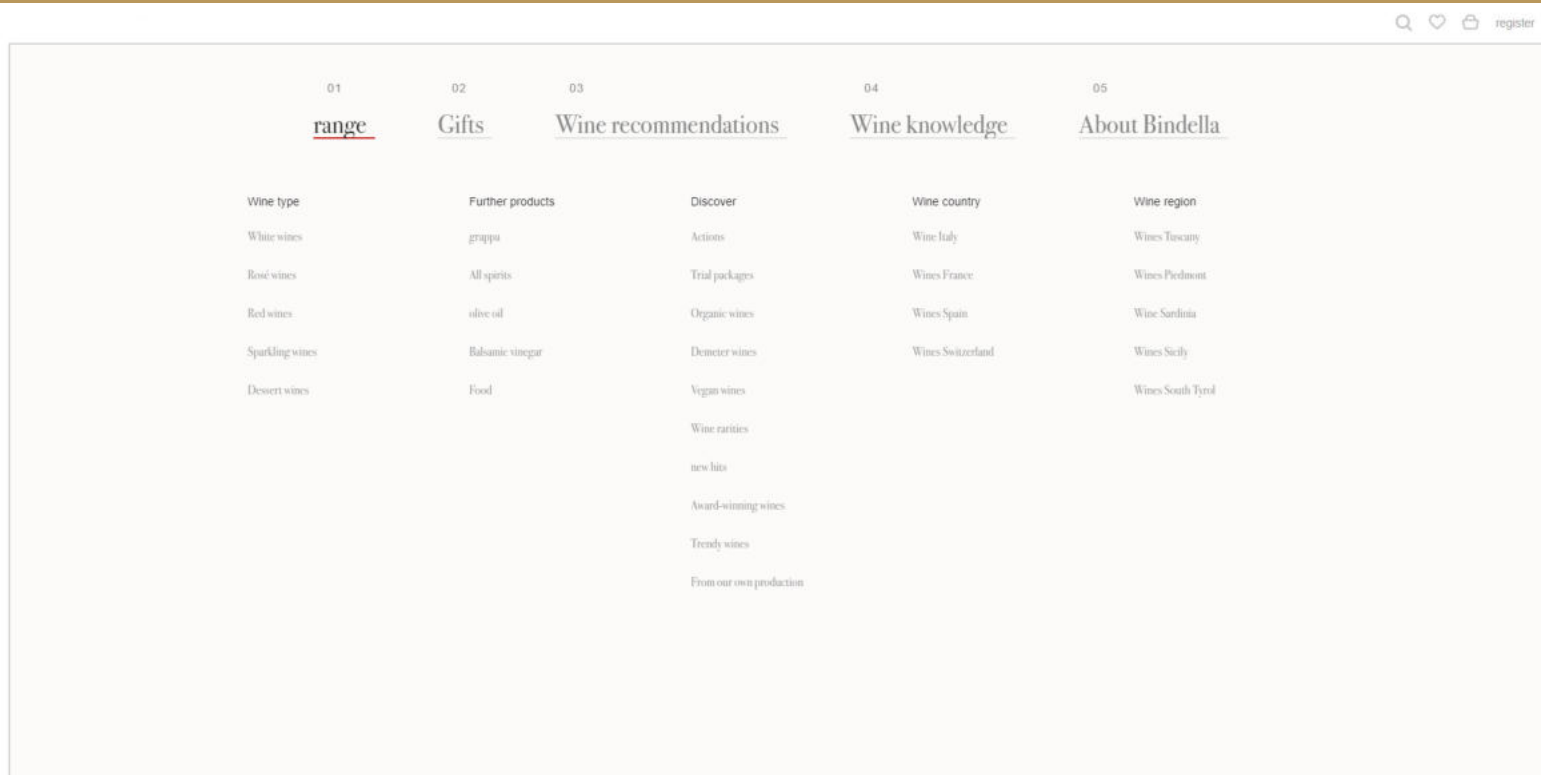 register
01 02 03 04 05
range Gifts Wine recommendations Wine knowledge About Bindella
Wine type Further products Discover Wine country Wine region
White wines grappa Actions Wine Italy Wines Tuscany
Rosé wines All spirits Trial packages Wines France Wines Piedmont
Red wines olive oil Organic wines Wines Spain Wine Sardinia
Sparkling wines Balsamic vinegar Demeter wines Wines Switzerland Wines Sicily
Dessert wines Food Vegan wines Wines South Tyrol
Wine rarities
new hits
Award-winning wines
Trendy wines
From our own production